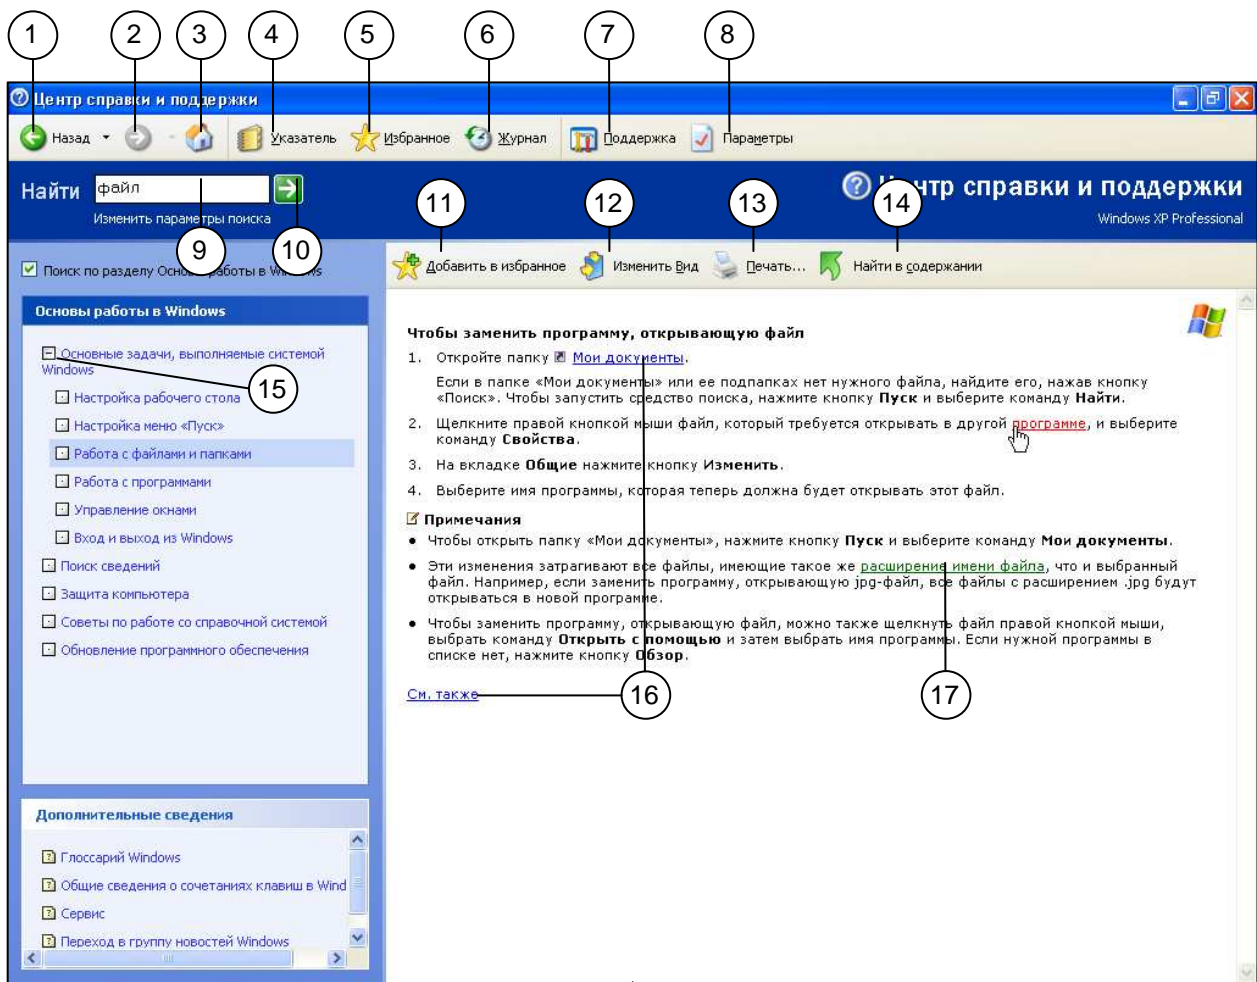 1 2 3 4 5 6 7 8
Центр справки и поддержки
Назад Указатель Избранное Журнал Поддержка Параметры
Найти файл
Изменить параметры поиска
Центр справки и поддержки
Windows XP Professional
9 10 11 12 13 14
Поиск по разделу Основы работы в Windows
Добавить в избранное Изменить Вид Печать... Найти в содержании
Основы работы в Windows
Основные задачи, выполняемые системой
Windows
15
Настройка рабочего стола
Настройка меню «Пуск»
Работа с файлами и папками
Работа с программами
Управление окнами
Вход и выход из Windows
Поиск сведений
Защита компьютера
Советы по работе со справочной системой
Обновление программного обеспечения
Дополнительные сведения
Глоссарий Windows
Общие сведения о сочетаниях клавиш в Wind
Сервис
Переход в группу новостей Windows
Чтобы заменить программу, открывающую файл
1. Откройте папку Мои документы.
Если в папке «Мои документы» или ее подпапках нет нужного файла, найдите его, нажав кнопку
«Поиск». Чтобы запустить средство поиска, нажмите кнопку Пуск и выберите команду Найти.
2. Щелкните правой кнопкой мыши файл, который требуется открывать в другой программе, и выберите
команду Свойства.
3. На вкладке Общие нажмите кнопку Изменить.
4. Выберите имя программы, которая теперь должна будет открывать этот файл.
Примечания
• Чтобы открыть папку «Мои документы», нажмите кнопку Пуск и выберите команду Мои документы.
• Эти изменения затрагивают все файлы, имеющие такое же расширение имени файла, что и выбранный
файл. Например, если заменить программу, открывающую jpg-файл, все файлы с расширением .jpg будут
открываться в новой программе.
• Чтобы заменить программу, открывающую файл, можно также щелкнуть файл правой кнопкой мыши,
выбрать команду Открыть с помощью и затем выбрать имя программы. Если нужной программы в
списке нет, нажмите кнопку Обзор.
См. также
16 17